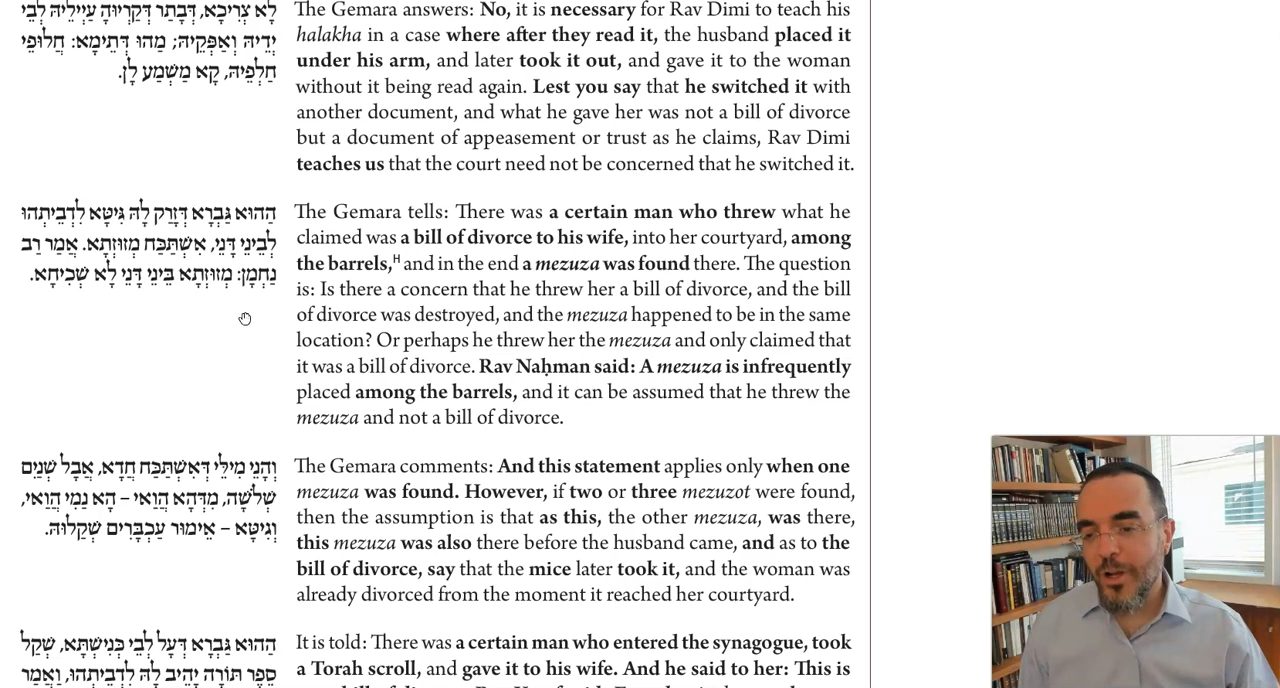 לָא צְרִיכָא, דְּבָתַר דְּקַרְיוּהָ עַיְּילֵיהּ לְבֵי
יְדֵיהּ וְאַפְּקֵיהּ; מַהוּ דְּתֵימָא: חַלּוֹפֵי
חַלְּפֵיהּ, קָא מַשְׁמַע לַן.
The Gemara answers: No, it is necessary for Rav Dimi to teach his
halakha in a case where after they read it, the husband placed it
under his arm, and later took it out, and gave it to the woman
without it being read again. Lest you say that he switched it with
another document, and what he gave her was not a bill of divorce
but a document of appeasement or trust as he claims, Rav Dimi
teaches us that the court need not be concerned that he switched it.
הַהוּא גַּבְרָא דְּזָרַק לַהּ גִּיטָּא לִדְבֵיתְהוּ
לְבֵינֵי דַנֵּי, אִשְׁתַּכַּח מְזוּזְתָּא. אֲמַר רַב
נַחְמָן: מְזוּזְתָּא בֵּינֵי דַנֵּי לָא שְׁכִיחָא.
The Gemara tells: There was a certain man who threw what he
claimed was a bill of divorce to his wife, into her courtyard, among
the barrels,ᴴ and in the end a mezuza was found there. The question
is: Is there a concern that he threw her a bill of divorce, and the bill
of divorce was destroyed, and the mezuza happened to be in the same
location? Or perhaps he threw her the mezuza and only claimed that
it was a bill of divorce. Rav Naḥman said: A mezuza is infrequently
placed among the barrels, and it can be assumed that he threw the
mezuza and not a bill of divorce.
וְהָנֵי מִילֵּי דְּאִשְׁתַּכַּח חֲדָא, אֲבָל שְׁנַיִם
שְׁלֹשָׁה, מִדְּהָא הֲוַאי – הָא נַמֵּי הֲוַאי,
וְגִיטָּא – אֵימוּר עַכְבָּרִים שְׁקַלוּהּ.
The Gemara comments: And this statement applies only when one
mezuza was found. However, if two or three mezuzot were found,
then the assumption is that as this, the other mezuza, was there,
this mezuza was also there before the husband came, and as to the
bill of divorce, say that the mice later took it, and the woman was
already divorced from the moment it reached her courtyard.
הַהוּא גַּבְרָא דְּעָל לְבֵי כְּנִישְׁתָּא, שְׁקַל
סֵפֶר תּוֹרָה יָהֵיב לַהּ לִדְבֵיתְהוּ, וַאֲמַר
It is told: There was a certain man who entered the synagogue, took
a Torah scroll, and gave it to his wife. And he said to her: This is